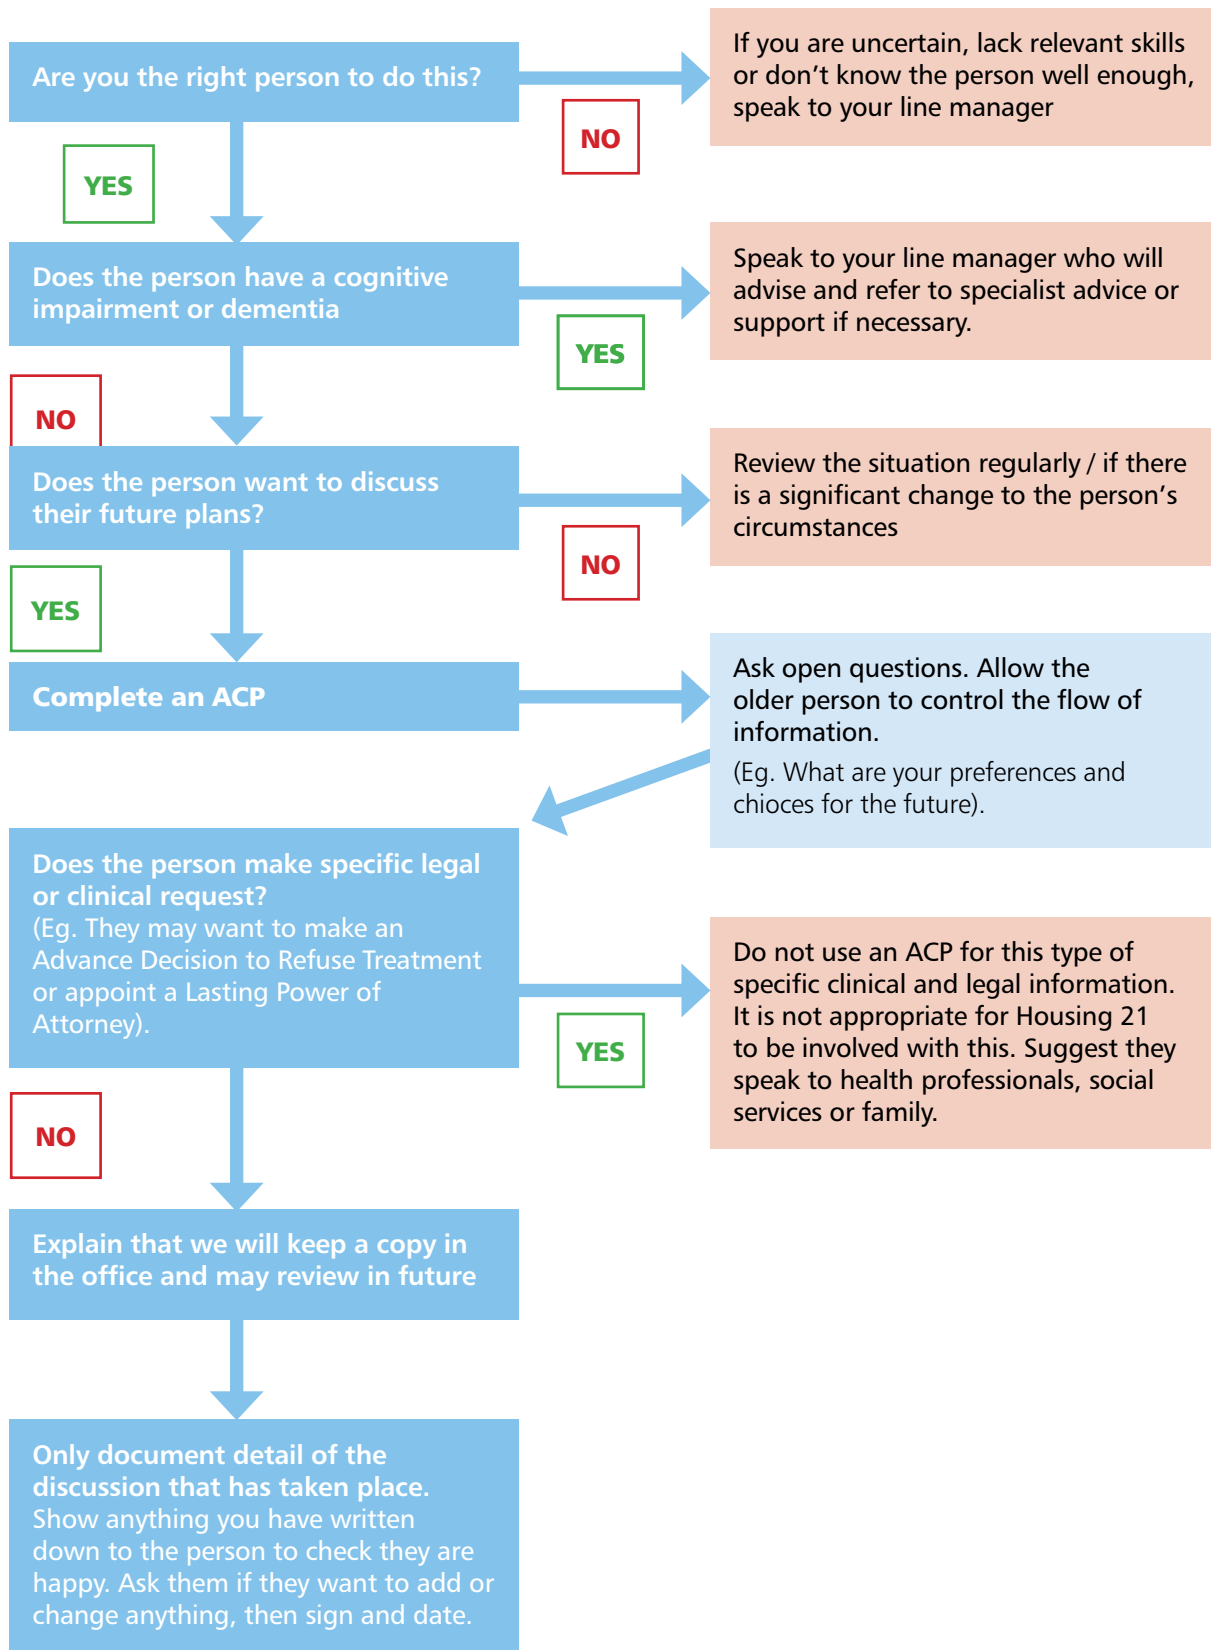 Are you the right person to do this?
If you are uncertain, lack relevant skills
or don't know the person well enough,
speak to your line manager
NO
YES
Does the person have a cognitive
impairment or dementia
Speak to your line manager who will
advise and refer to specialist advice or
support if necessary.
YES
NO
Does the person want to discuss
their future plans?
Review the situation regularly / if there
is a significant change to the person's
circumstances
NO
YES
Complete an ACP
Ask open questions. Allow the
older person to control the flow of
information.
(Eg. What are your preferences and
chioces for the future).
Does the person make specific legal
or clinical request?
(Eg. They may want to make an
Advance Decision to Refuse Treatment
or appoint a Lasting Power of
Attorney).
Do not use an ACP for this type of
specific clinical and legal information.
It is not appropriate for Housing 21
to be involved with this. Suggest they
speak to health professionals, social
services or family.
YES
NO
Explain that we will keep a copy in
the office and may review in future
Only document detail of the
discussion that has taken place.
Show anything you have written
down to the person to check they are
happy. Ask them if they want to add or
change anything, then sign and date.